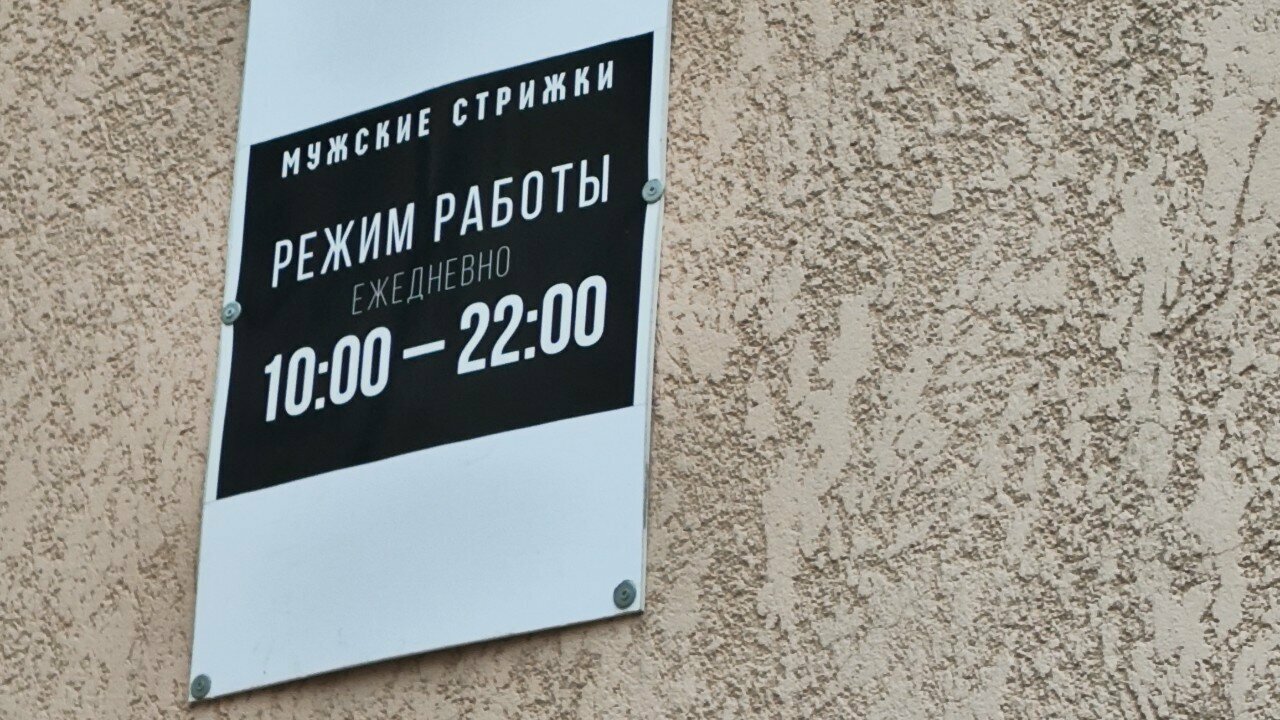 МУЖСКИЕ СТРИЖКИ
РЕЖИМ РАБОТЫ
ЕЖЕДНЕВНО
10:00 – 22:00